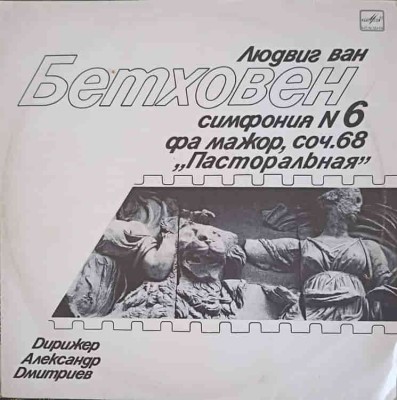 Людвиг ван
Бетховен
симфония N 6
фа мажор, соч. 68
„Пасторальная”
Дирижер
Александр
Дмитриев